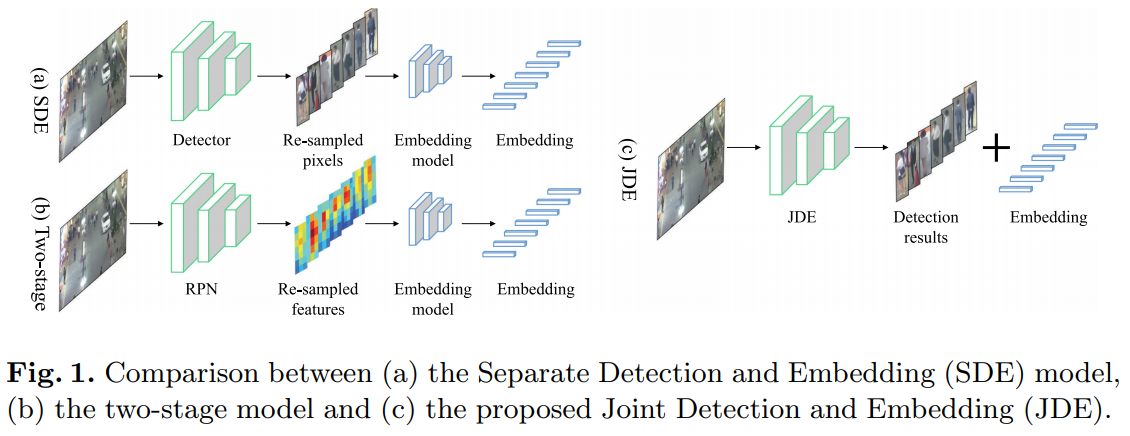 (a) SDE
Detector
Re-sampled
pixels
Embedding
model
Embedding
(b) Two-stage
RPN
Re-sampled
features
Embedding
model
Embedding
(c) JDE
JDE
Detection
results
+
Embedding
Fig. 1. Comparison between (a) the Separate Detection and Embedding (SDE) model,
(b) the two-stage model and (c) the proposed Joint Detection and Embedding (JDE).